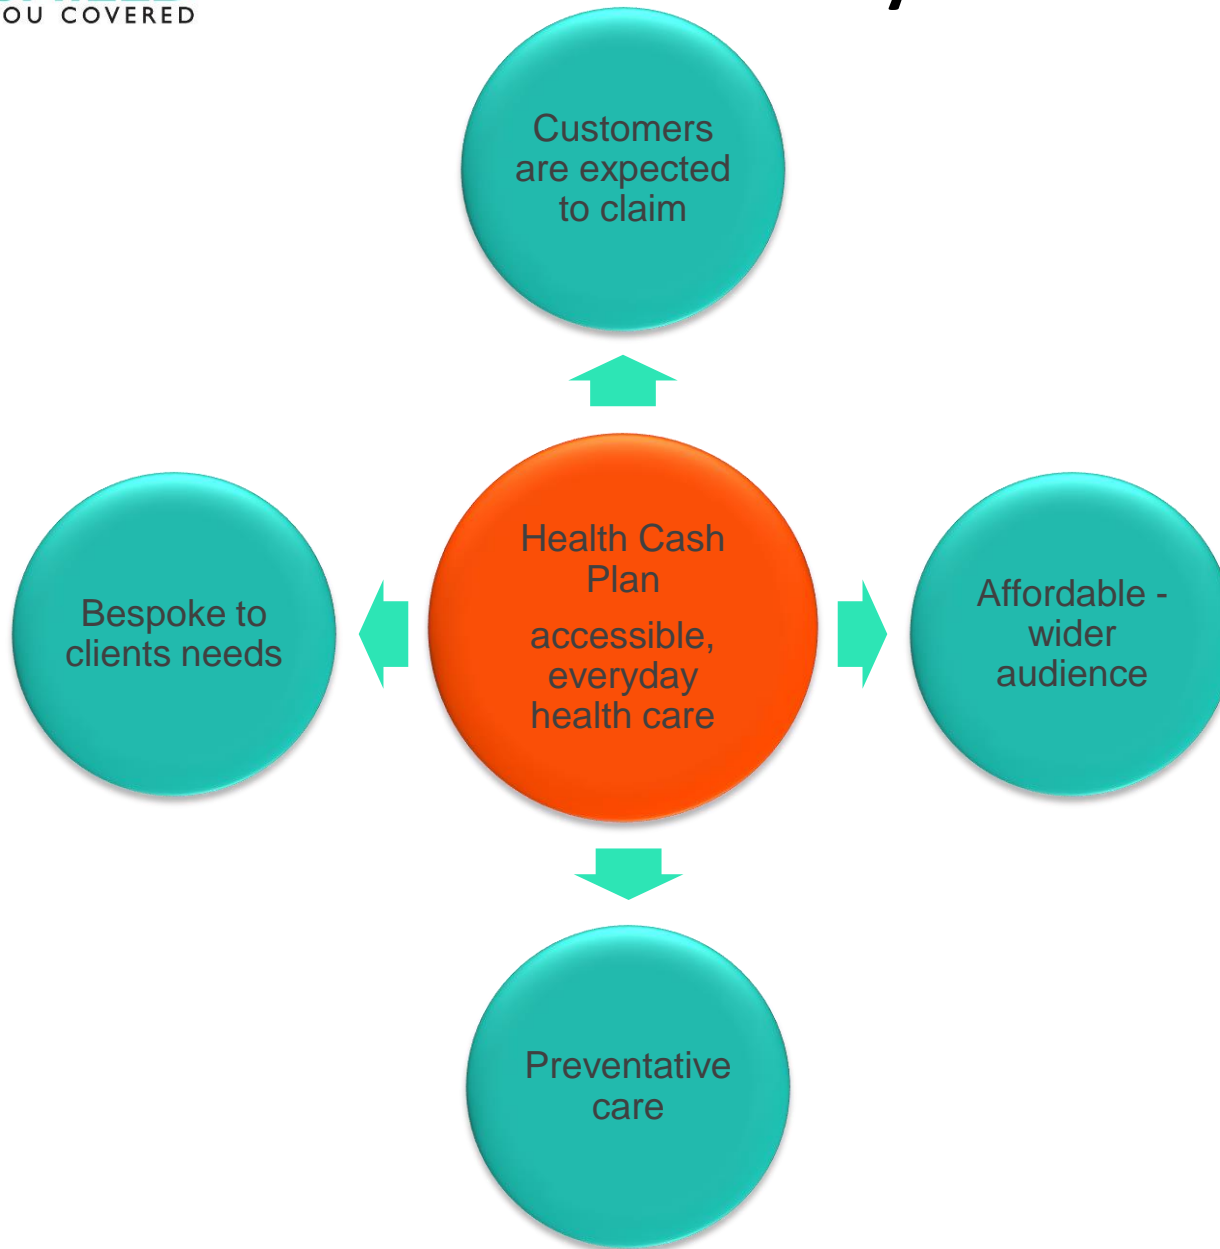 OU COVERED
Customers
are expected
to claim
Health Cash
Plan
accessible,
everyday
health care
Bespoke to
clients needs
Affordable -
wider
audience
Preventative
care